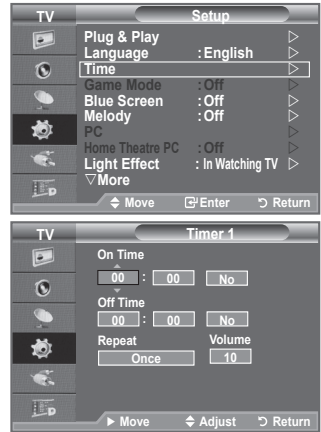 TV Setup
Plug & Play
Language : English
Time
Game Mode : Off
Blue Screen : Off
Melody : Off
PC
Home Theatre PC : Off
Light Effect : In Watching TV
▽More
Move Enter Return
TV Timer 1
On Time
00 : 00 No
Off Time
00 : 00 No
Repeat Volume
Once 10
Move Adjust Return